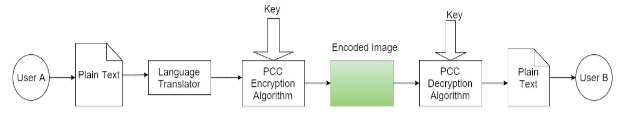 Key
Key
Encoded Image
User A
Plain Text
Language
Translator
PCC
Encryption
Algorithm
PCC
Decryption
Algorithm
Plain
Text
User B